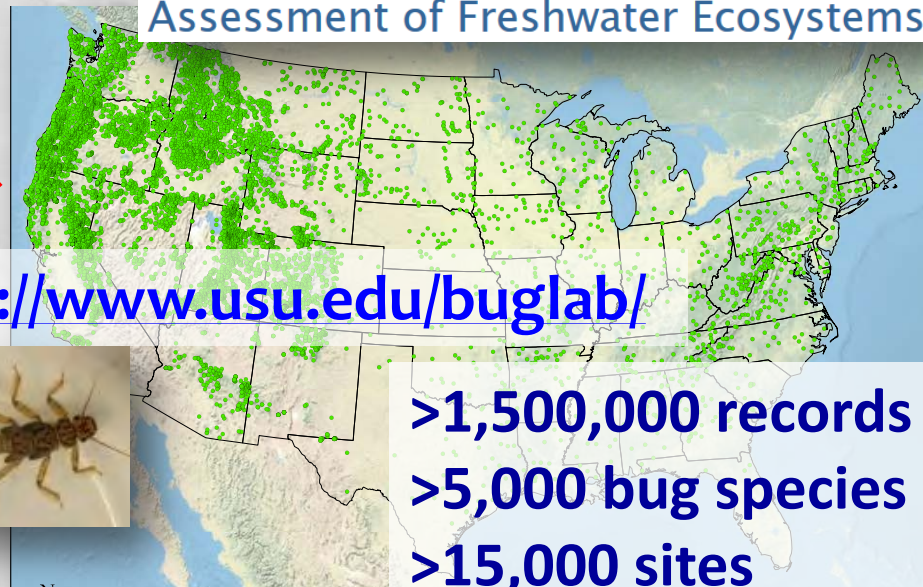 Assessment of Freshwater Ecosystems
://www.usu.edu/buglab/
>1,500,000 records
>5,000 bug species
>15,000 sites